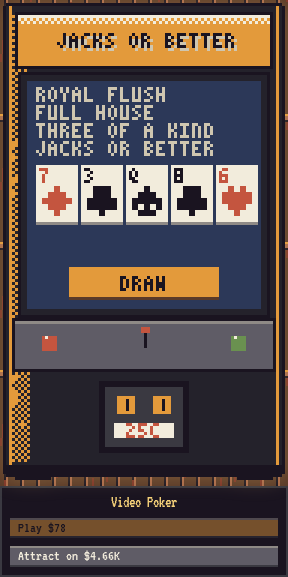 JACKS OR BETTER
ROYAL FLUSH
FULL HOUSE
THREE OF A KIND
JACKS OR BETTER
7 3 Q 8 6
DRAW
25C
Video Poker
Play $78
Attract on $4.66K